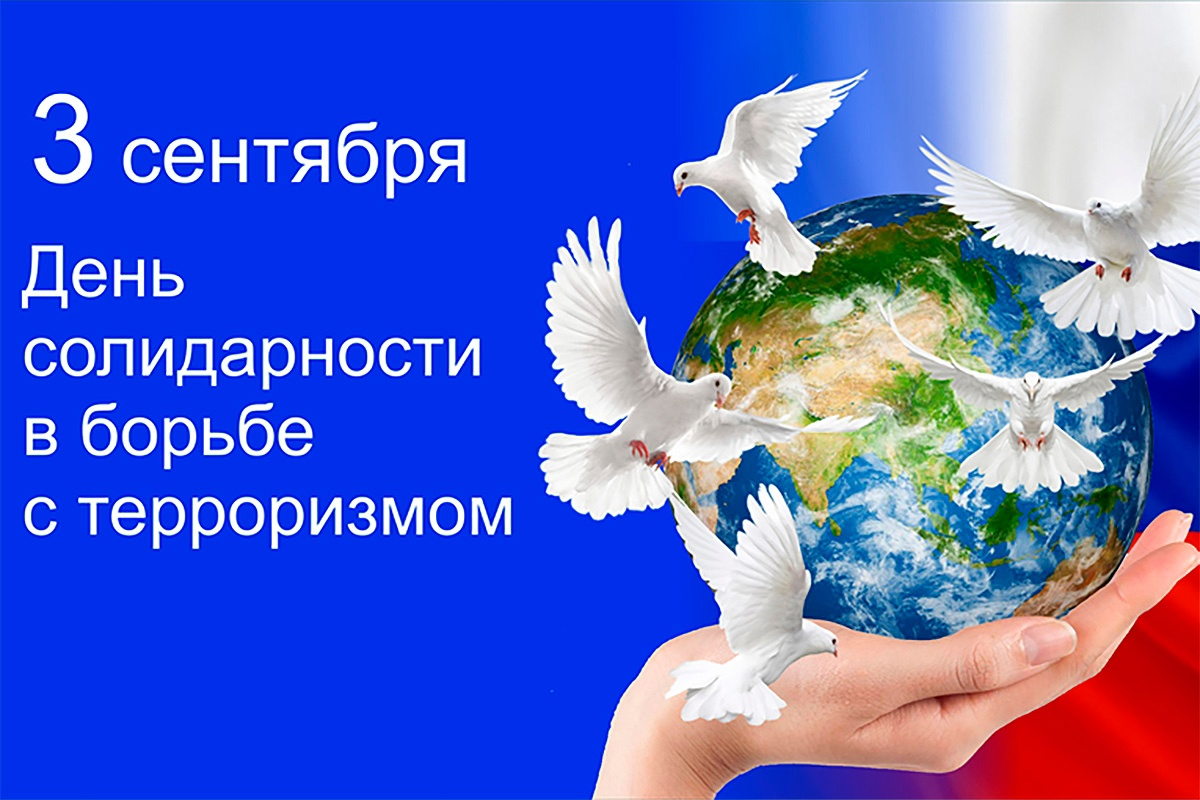 3 сентября
День
солидарности
в борьбе
с терроризмом